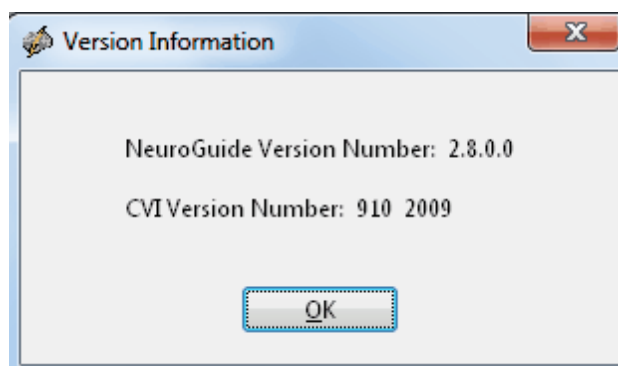 Version Information
NeuroGuide Version Number: 2.8.0.0
CVI Version Number: 910 2009
OK